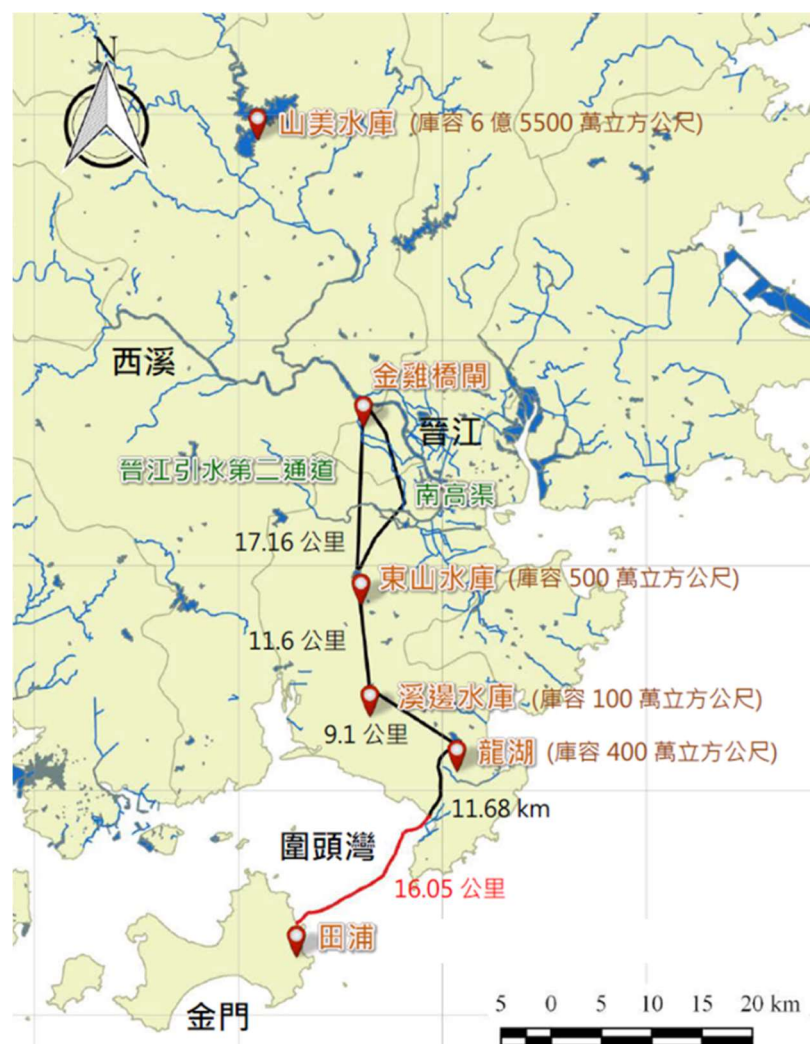 N
山美水庫 (庫容 6 億 5500 萬立方公尺)
西溪
金雞橋閘
晉江
晉江引水第二通道
南高渠
17.16 公里
東山水庫 (庫容 500 萬立方公尺)
11.6 公里
溪邊水庫 (庫容 100 萬立方公尺)
9.1 公里
龍湖 (庫容 400 萬立方公尺)
11.68 km
圍頭灣
16.05 公里
田浦
金門
5 0 5 10 15 20 km